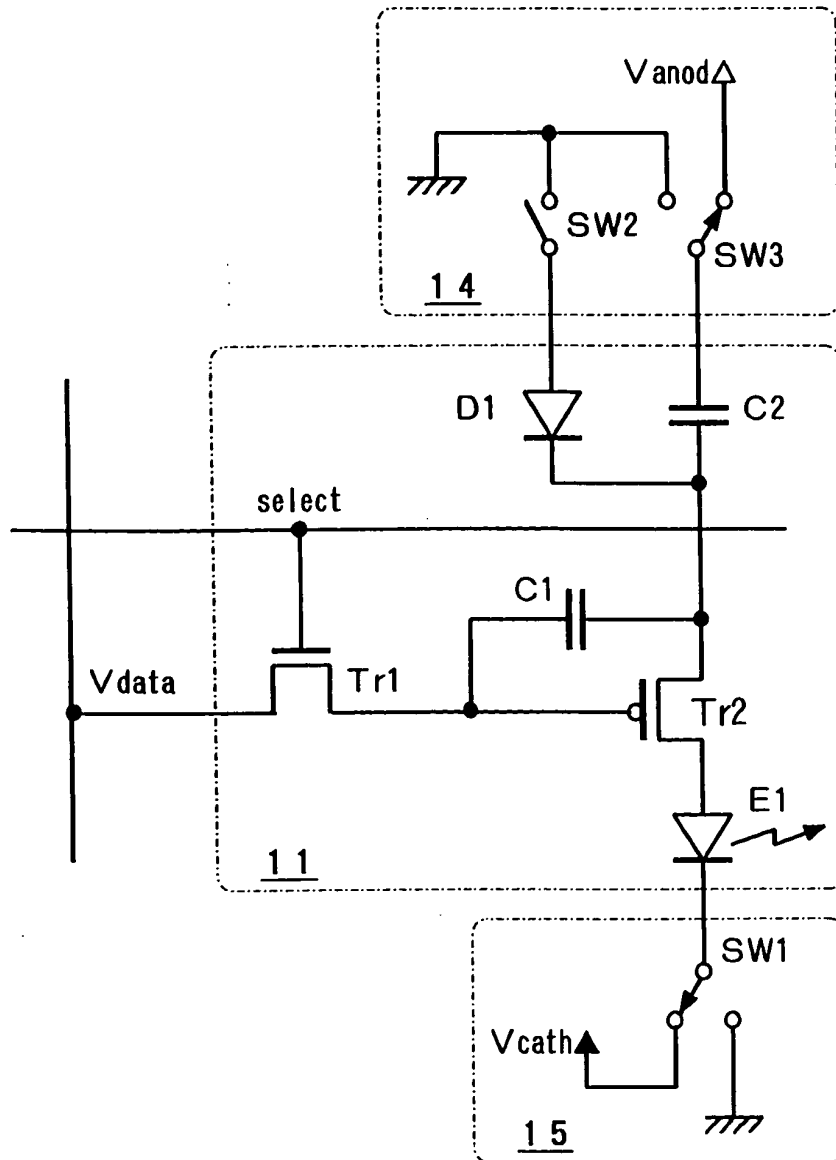 Vanod
SW2
SW3
14
D1
C2
select
C1
Vdata
Tr1
Tr2
E1
11
SW1
Vcath
15